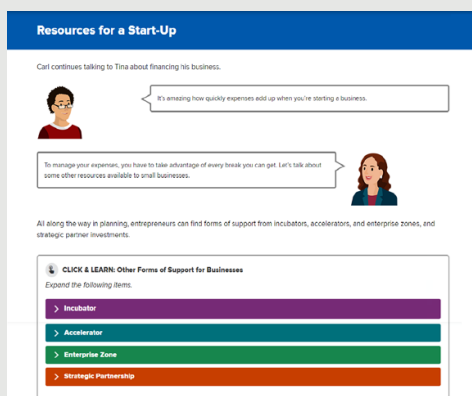 Resources for a Start-Up
Carl continues talking to Tina about financing his business.
It's amazing how quickly expenses add up when you're starting a business.
To manage your expenses, you have to take advantage of every break you can get. Let's talk about
some other resources available to small businesses.
All along the way in planning, entrepreneurs can find forms of support from incubators, accelerators, and enterprise zones, and
strategic partner investments.
CLICK & LEARN: Other Forms of Support for Businesses
Expand the following items.
> Incubator
> Accelerator
> Enterprise Zone
> Strategic Partnership